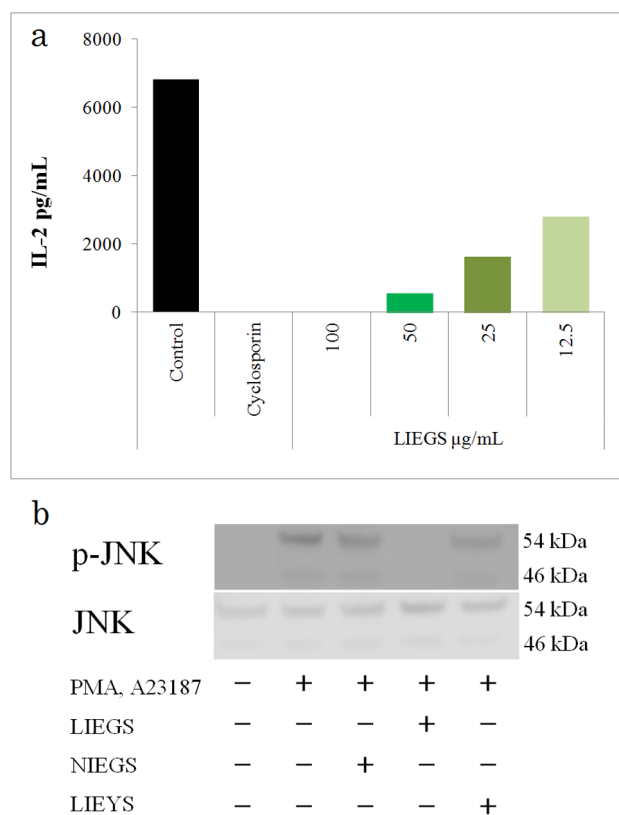 a
8000
6000
4000
2000
0
IL-2 pg/mL
Control
Cyclosporin
100
50
25
12.5
LIEGS µg/mL
b
p-JNK
54 kDa
46 kDa
JNK
54 kDa
46 kDa
PMA, A23187 − + + + +
LIEGS − − − + −
NIEGS − − + − −
LIEYS − − − − +